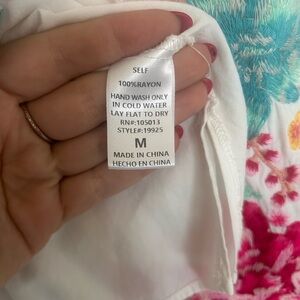 SELF
100%RAYON
HAND WASH ONLY
IN COLD WATER
LAY FLAT TO DRY
RN#:105013
STYLE#:19925
M
MADE IN CHINA
HECHO EN CHINA